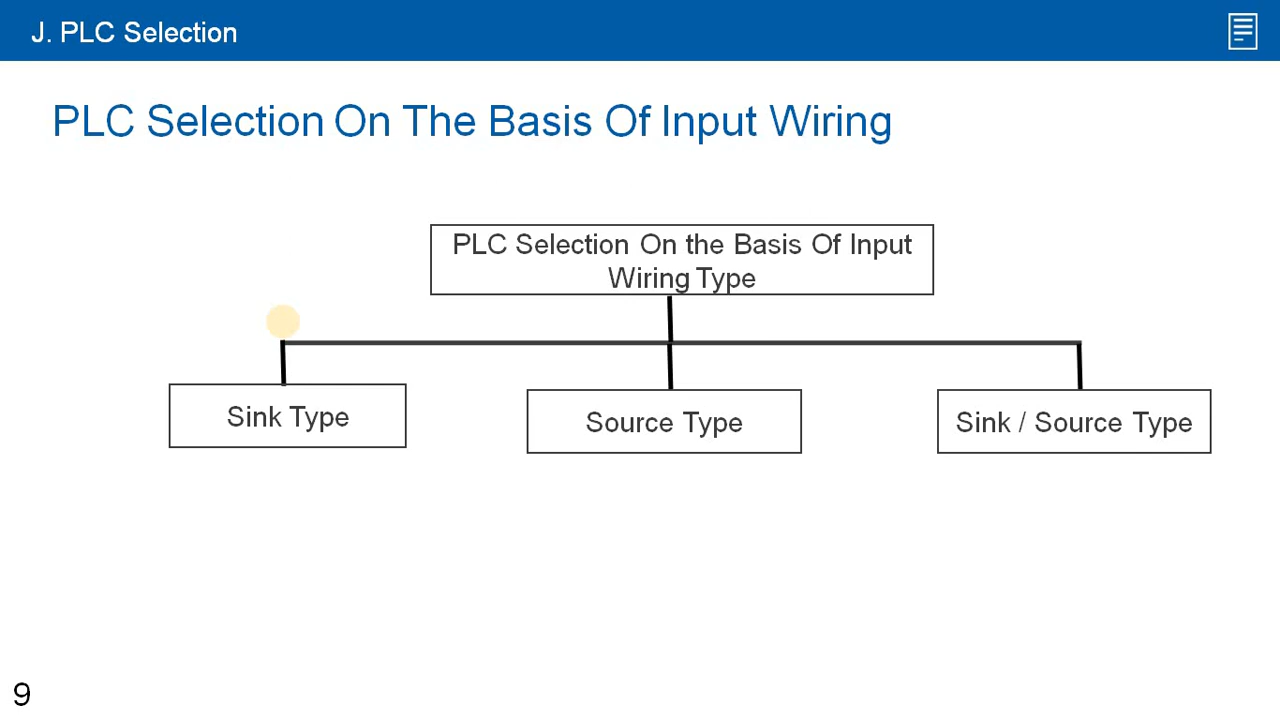 J. PLC Selection
PLC Selection On The Basis Of Input Wiring
PLC Selection On the Basis Of Input
Wiring Type
Sink Type
Source Type
Sink / Source Type
9